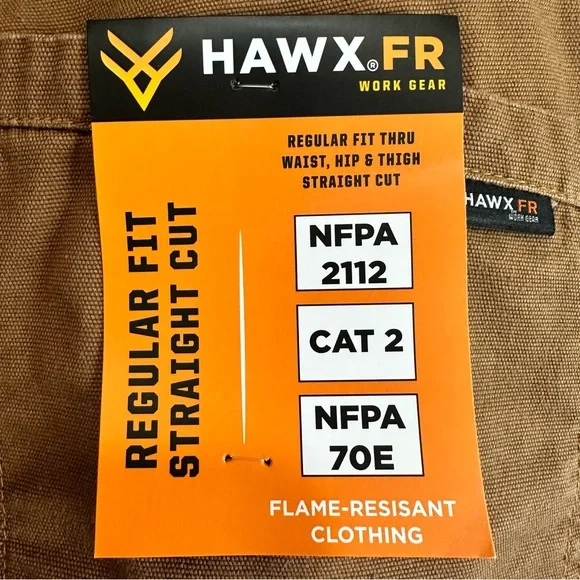 HAWX®FR
WORK GEAR
REGULAR FIT THRU
WAIST, HIP & THIGH
STRAIGHT CUT
REGULAR FIT
STRAIGHT CUT
NFPA
2112
CAT 2
NFPA
70E
FLAME-RESISANT
CLOTHING
HAWX.FR
WORK GEAR